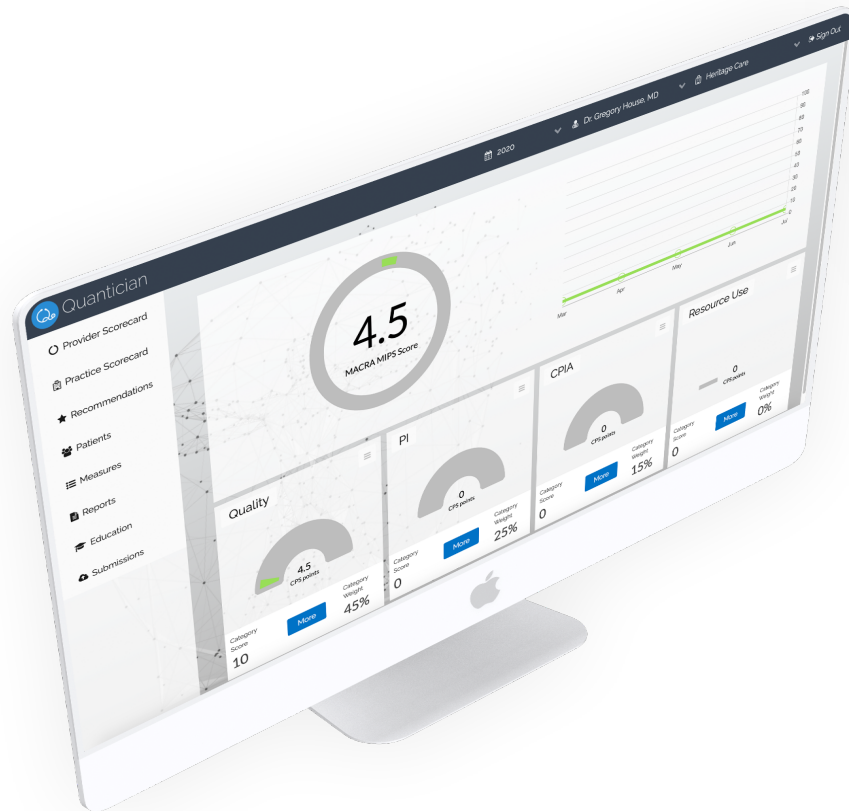 Quantician
2020
Dr. Gregory House, MD
Heritage Care
Sign Out
Provider Scorecard
Practice Scorecard
Recommendations
Patients
Measures
Reports
Education
Submissions
4.5
MACRA MIPS Score
100
90
80
70
60
50
40
30
20
10
0
Mar
Apr
May
Jun
Jul
Quality
4.5
CPS points
Category
Score
10
More
Category
Weight
45%
PI
0
CPS points
Category
Score
0
More
Category
Weight
25%
CPIA
0
CPS points
Category
Score
0
More
Category
Weight
15%
Resource Use
0
CPS points
Category
Score
0
More
Category
Weight
0%